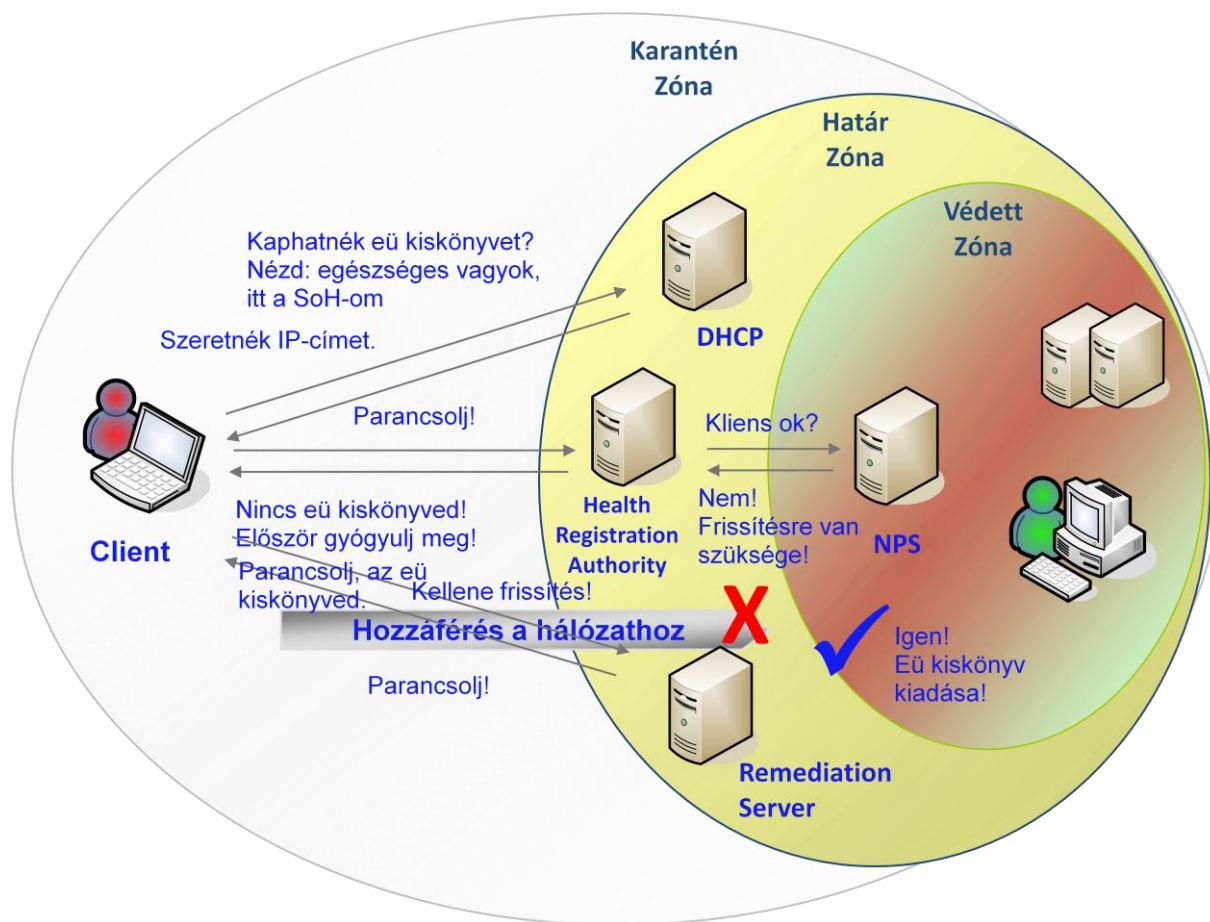 Karantén
Zóna
Határ
Zóna
Védett
Zóna
Kaphatnék eü kiskönyvet?
Nézd: egészséges vagyok,
itt a SoH-om
Szeretnék IP-címet.
DHCP
Parancsolj!
Kliens ok?
Nincs eü kiskönyved!
Először gyógyulj meg!
Client
Health
Registration
Authority
Nem!
Frissítésre van
szüksége!
NPS
Parancsolj, az eü
kiskönyved.
Kellene frissítés!
Hozzáférés a hálózathoz
X
Igen!
Eü kiskönyv
kiadása!
Parancsolj!
Remediation
Server